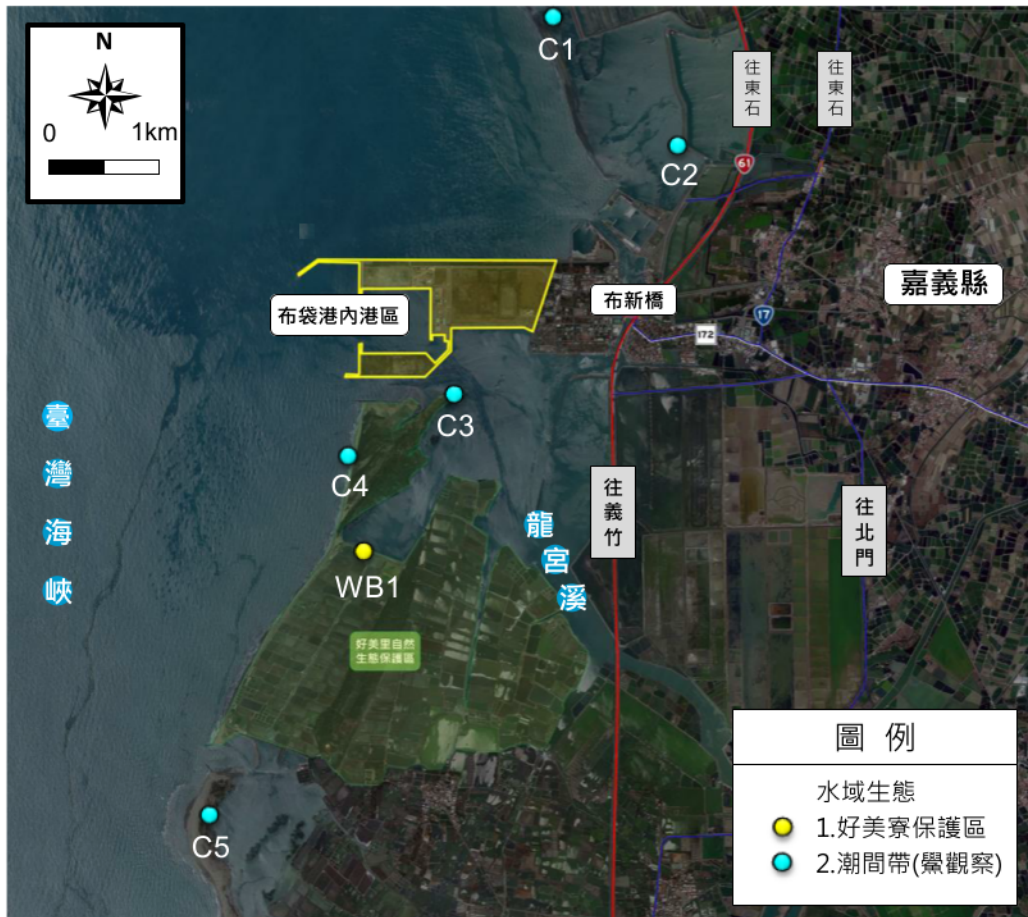 N
0 1km
C1
C2
往東石
往東石
61
嘉義縣
布袋港內港區
布新橋
17
172
C3
C4
臺灣海峽
往義竹
往北門
龍宮溪
WB1
好美里自然
生態保護區
C5
圖 例
水域生態
1.好美寮保護區
2.潮間帶(鱟觀察)